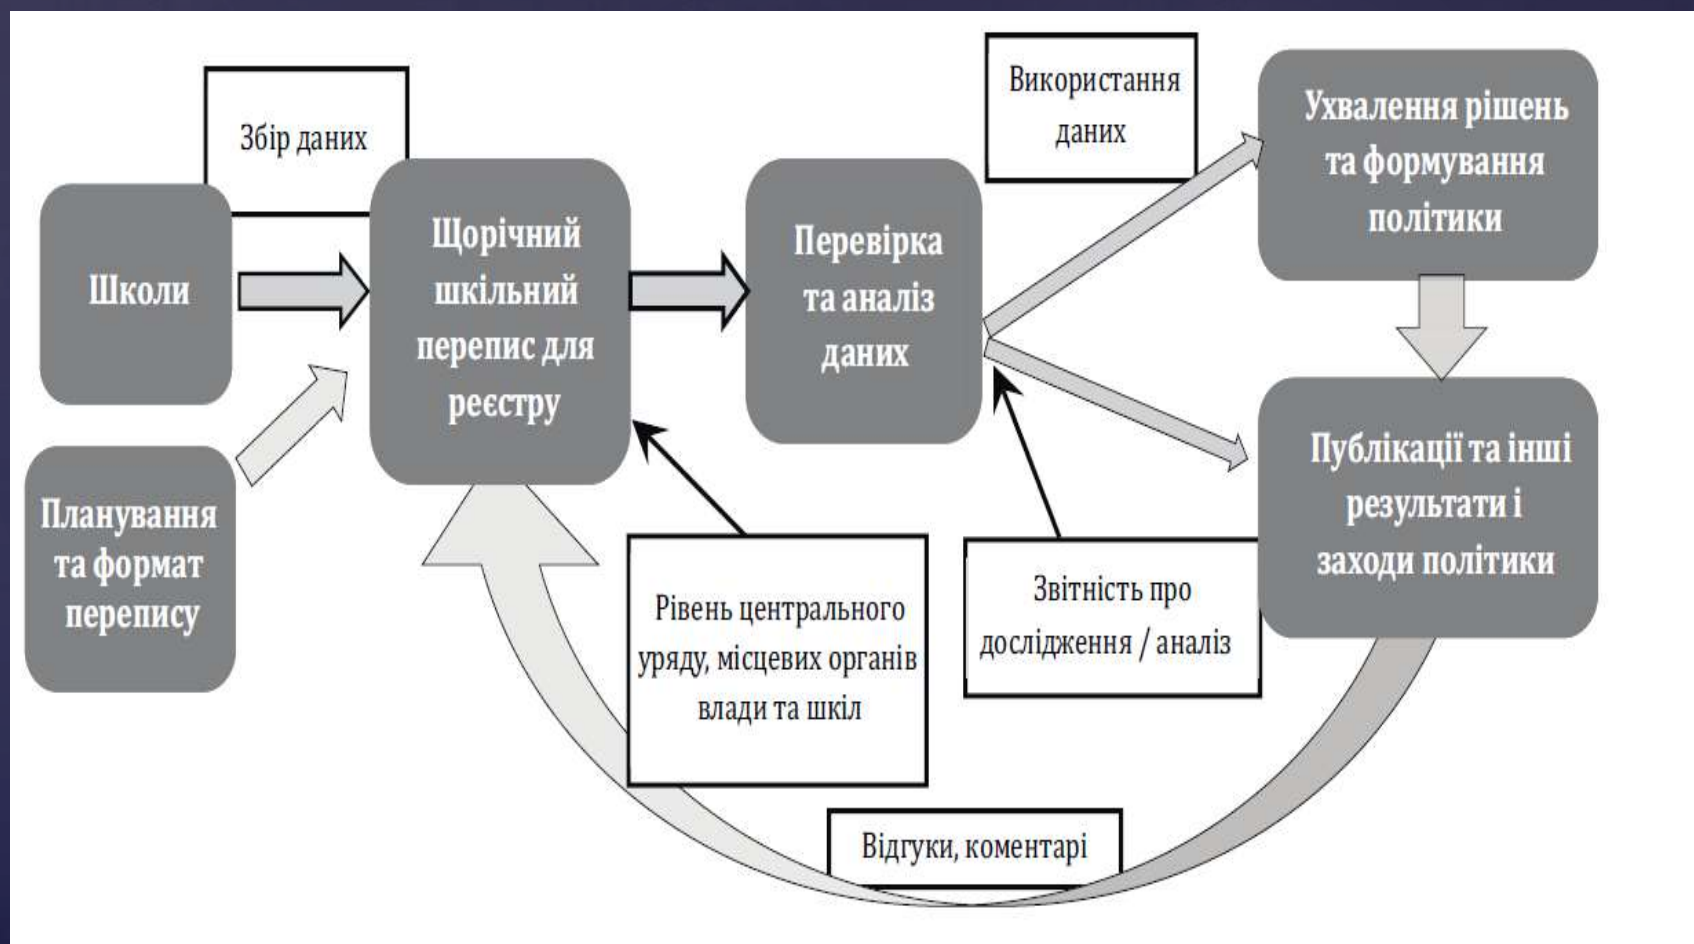 Збір даних
Школи
Планування
та формат
перепису
Щорічний
шкільний
перепис для
реєстру
Перевірка
та аналіз
даних
Використання
даних
Ухвалення рішень
та формування
політики
Публікації та інші
результати і
заходи політики
Рівень центрального
уряду, місцевих органів
влади та шкіл
Звітність про
дослідження / аналіз
Відгуки, коментарі